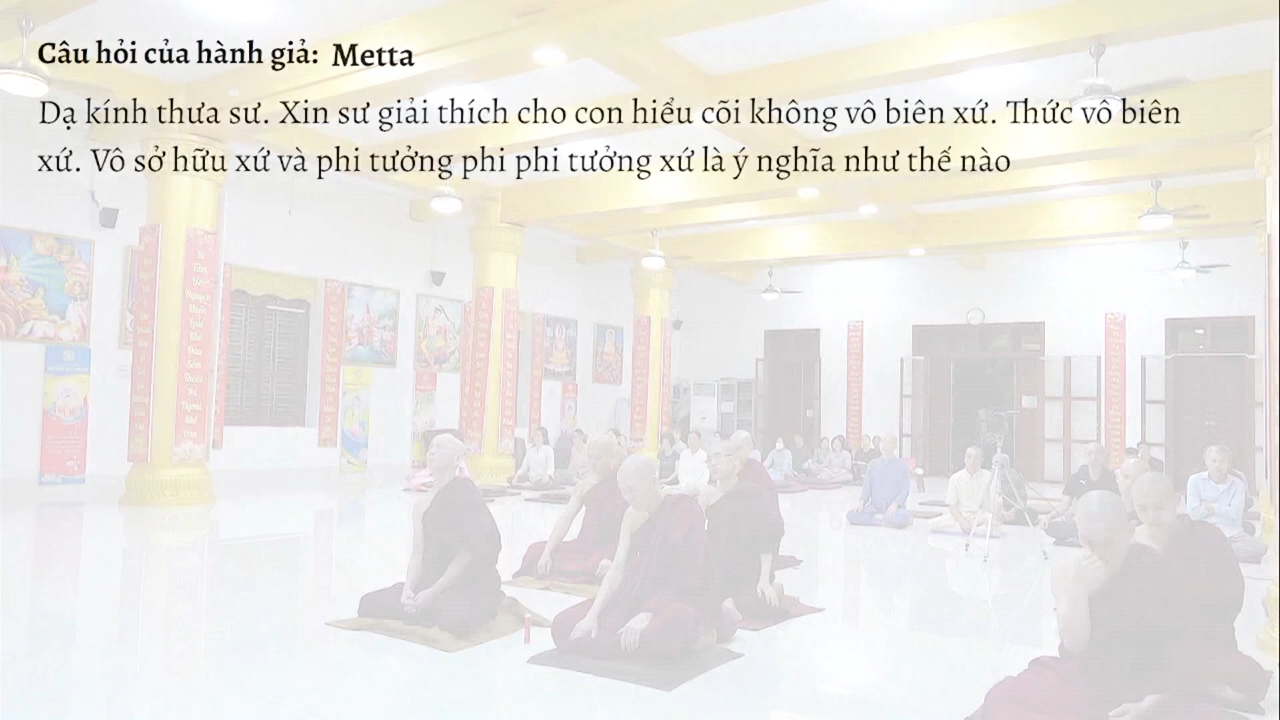 Câu hỏi của hành giả: Metta
Dạ kính thưa sư. Xin sư giải thích cho con hiểu cõi không vô biên xứ. Thức vô biên
xứ. Vô sở hữu xứ và phi tưởng phi phi tưởng xứ là ý nghĩa như thế nào